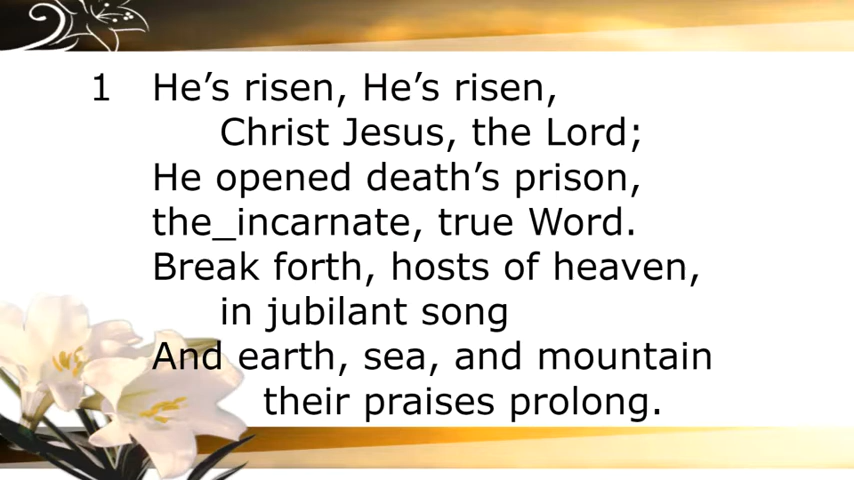 1 He’s risen, He’s risen,
Christ Jesus, the Lord;
He opened death’s prison,
the_incarnate, true Word.
Break forth, hosts of heaven,
in jubilant song
And earth, sea, and mountain
their praises prolong.